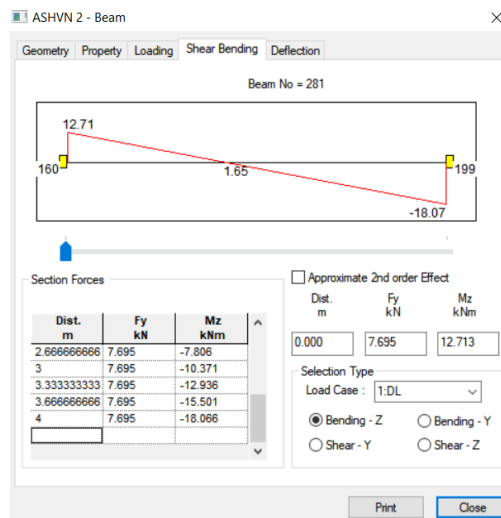 ASHVN 2 - Beam
Geometry Property Loading Shear Bending Deflection
Beam No = 281
12.71
160 1.65 199
-18.07
Section Forces
Dist. Fy Mz
m kN kNm
2.666666666 7.695 -7.806
3 7.695 -10.371
3.333333333 7.695 -12.936
3.666666666 7.695 -15.501
4 7.695 -18.066
Approximate 2nd order Effect
Dist. Fy Mz
m kN kNm
0.000 7.695 12.713
Selection Type
Load Case : 1:DL
Bending - Z Bending - Y
Shear - Y Shear - Z
Print Close